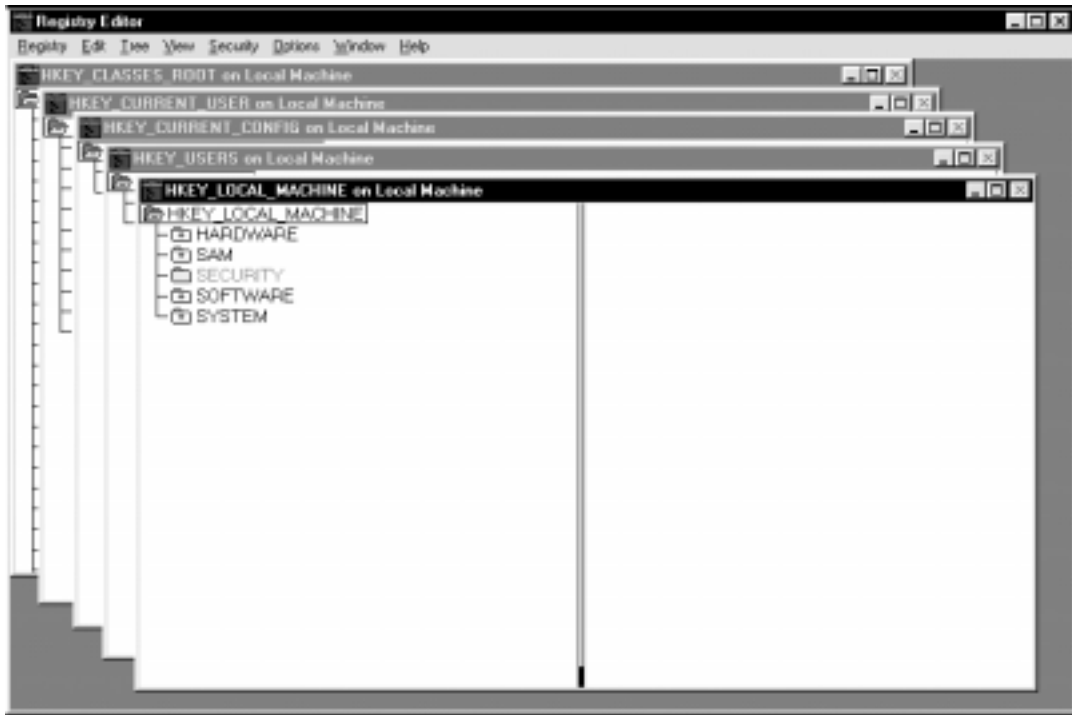 Registry Editor
Registry Edit Tree View Security Options Window Help
HKEY_CLASSES_ROOT on Local Machine
HKEY_CURRENT_USER on Local Machine
HKEY_CURRENT_CONFIG on Local Machine
HKEY_USERS on Local Machine
HKEY_LOCAL_MACHINE on Local Machine
HKEY_LOCAL_MACHINE
HARDWARE
SAM
SECURITY
SOFTWARE
SYSTEM